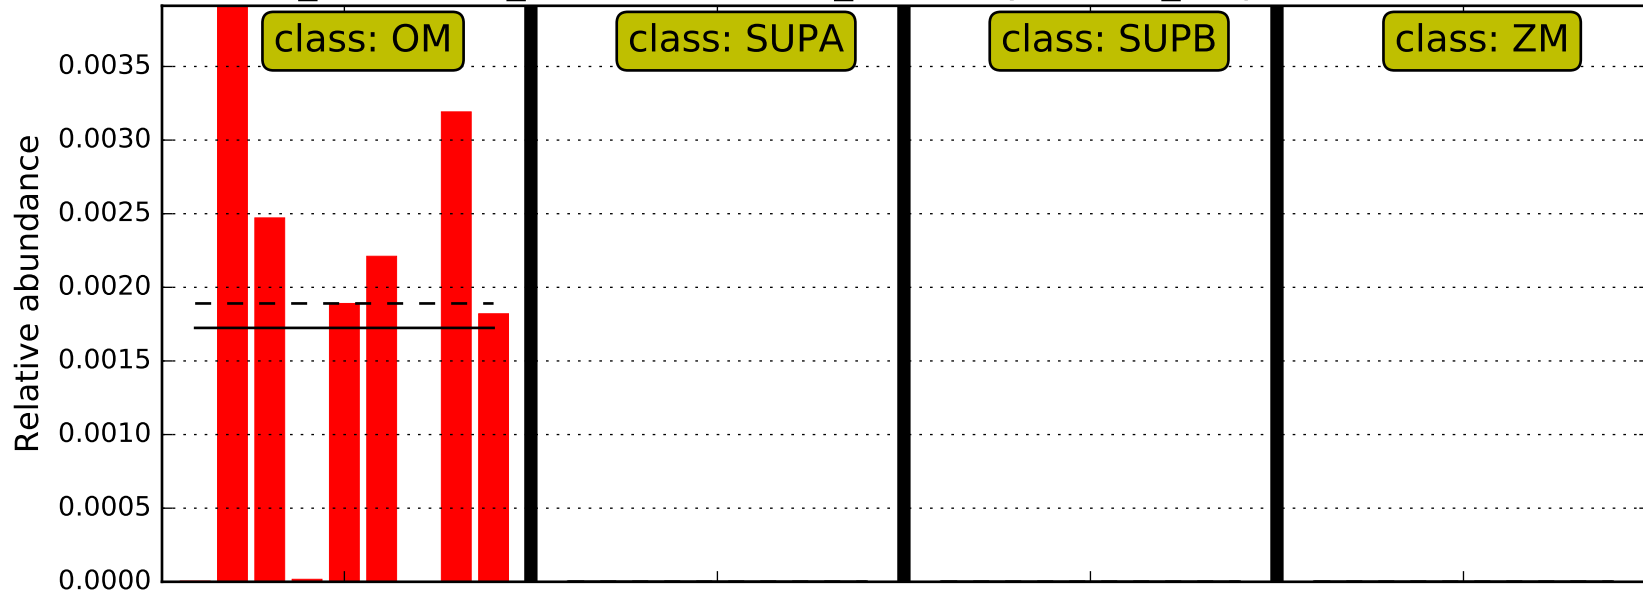 class: OM
class: SUPA
class: SUPB
class: ZM
Relative abundance
0.0035
0.0030
0.0025
0.0020
0.0015
0.0010
0.0005
0.0000